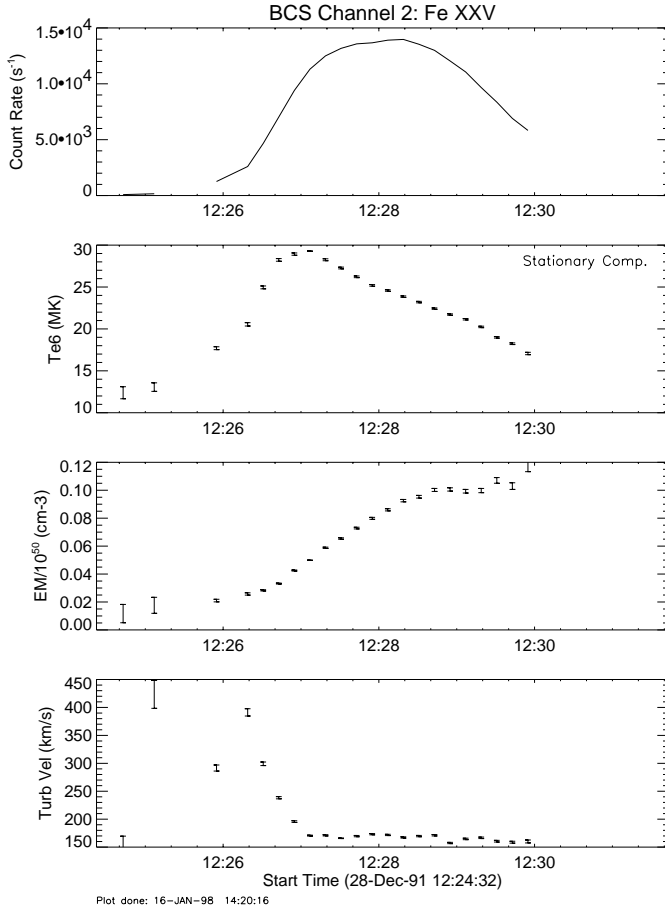 BCS Channel 2: Fe XXV
Count Rate (s⁻¹)
1.5•10⁴
1.0•10⁴
5.0•10³
0
12:26 12:28 12:30
Stationary Comp.
Te6 (MK)
30
25
20
15
10
12:26 12:28 12:30
EM/10⁵⁰ (cm-3)
0.12
0.10
0.08
0.06
0.04
0.02
0.00
12:26 12:28 12:30
Turb Vel (km/s)
450
400
350
300
250
200
150
12:26 12:28 12:30
Start Time (28-Dec-91 12:24:32)
Plot done: 16-JAN-98 14:20:16